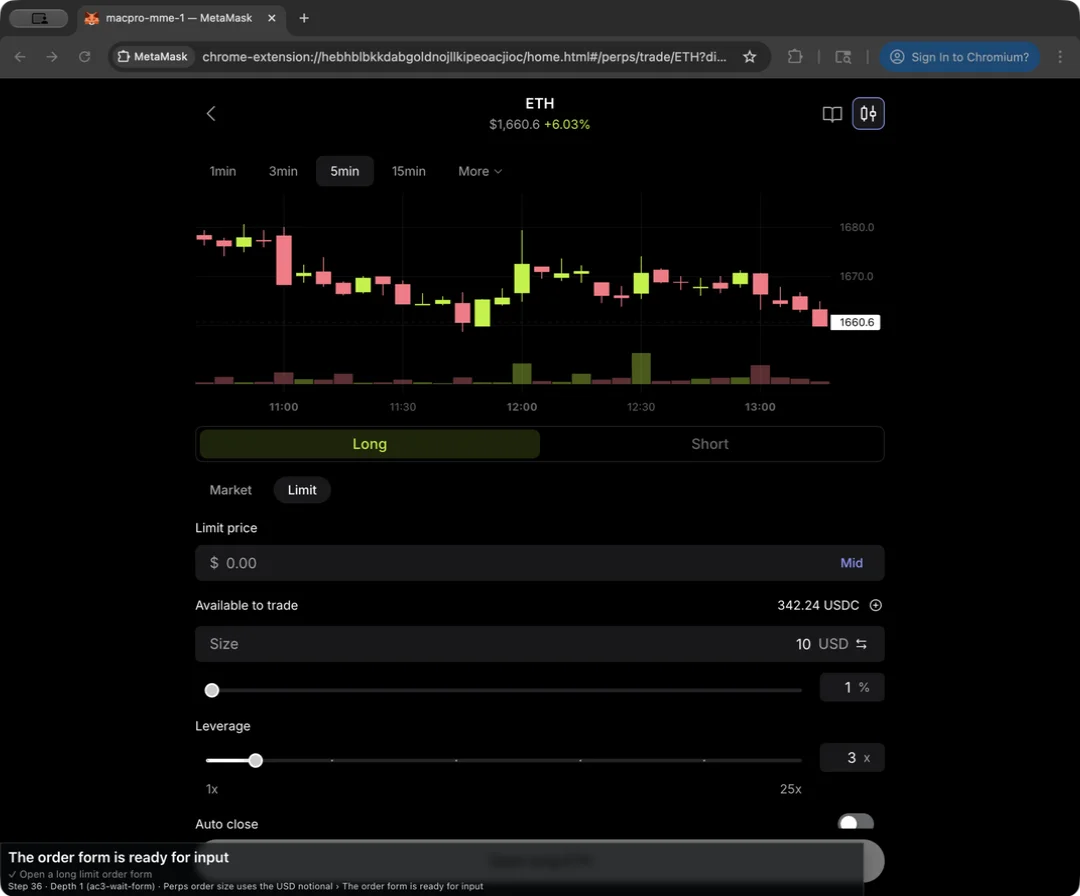 macpro-mme-1 — MetaMask
MetaMask
chrome-extension://hebhblbkkdabgoldnojllkipeoacjioc/home.html#/perps/trade/ETH?di...
Sign in to Chromium?
ETH
$1,660.6 +6.03%
1min 3min 5min 15min More
1680.0
1670.0
1660.6
11:00 11:30 12:00 12:30 13:00
Long Short
Market Limit
Limit price
$ 0.00 Mid
Available to trade 342.24 USDC
Size 10 USD
1 %
Leverage
3 x
1x 25x
Auto close
The order form is ready for input
✓ Open a long limit order form
Step 36 · Depth 1 (ac3-wait-form) · Perps order size uses the USD notional › The order form is ready for input